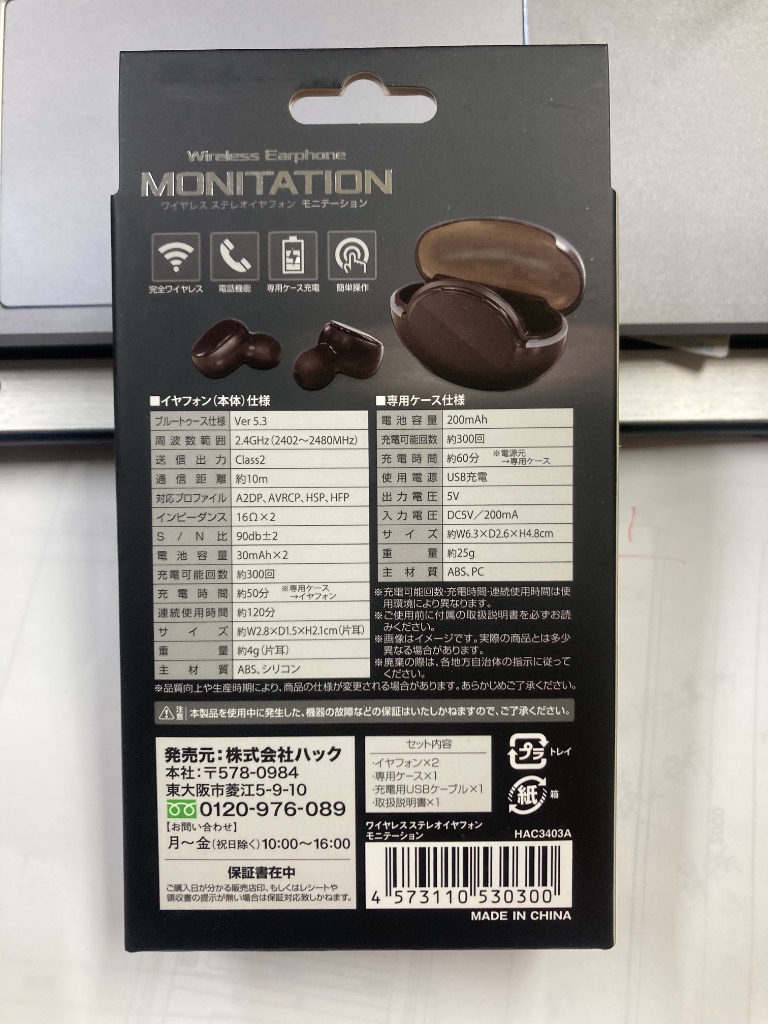 Wireless Earphone
MONITATION
ワイヤレス ステレオイヤフォン モニテーション
完全ワイヤレス 電話機能 専用ケース充電 簡単操作
■イヤフォン(本体)仕様
ブルートゥース仕様 Ver 5.3
周波数範囲 2.4GHz(2402～2480MHz)
送信出力 Class2
通信距離 約10m
対応プロファイル A2DP、AVRCP、HSP、HFP
インピーダンス 16Ω×2
S/N比 90db±2
電池容量 30mAh×2
充電可能回数 約300回
充電時間 約50分 ※専用ケース
→イヤフォン
連続使用時間 約120分
サイズ 約W2.8×D1.5×H2.1cm(片耳)
重量 約4g(片耳)
主材質 ABS、シリコン
■専用ケース仕様
電池容量 200mAh
充電可能回数 約300回
充電時間 約60分 ※電源元
→専用ケース
使用電源 USB充電
出力電圧 5V
入力電圧 DC5V/200mA
サイズ 約W6.3×D2.6×H4.8cm
重量 約25g
主材質 ABS、PC
※充電可能回数・充電時間・連続使用時間は使
用環境により異なります。
※ご使用前に付属の取扱説明書を必ずお読
みください。
※画像はイメージです。実際の商品とは多少
異なる場合があります。
※廃棄の際は、各地方自治体の指示に従って
ください。
※品質向上や生産時期により、商品の仕様が変更される場合があります。あらかじめご了承ください。
注意 本製品を使用中に発生した、機器の故障などの保証はいたしかねますので、ご了承ください。
発売元:株式会社ハック
本社:〒578-0984
東大阪市菱江5-9-10
0120-976-089
【お問い合わせ】
月～金(祝日除く)10:00～16:00
保証書在中
ご購入日が分かる販売店印、もしくはレシートや
領収書の提示が無い場合は保証対応致しかねます。
セット内容
・イヤフォン×2
・専用ケース×1
・充電用USBケーブル×1
・取扱説明書×1
プラ トレイ
紙 箱
ワイヤレス ステレオイヤフォン
モニテーション HAC3403A
4 573110 530300
MADE IN CHINA